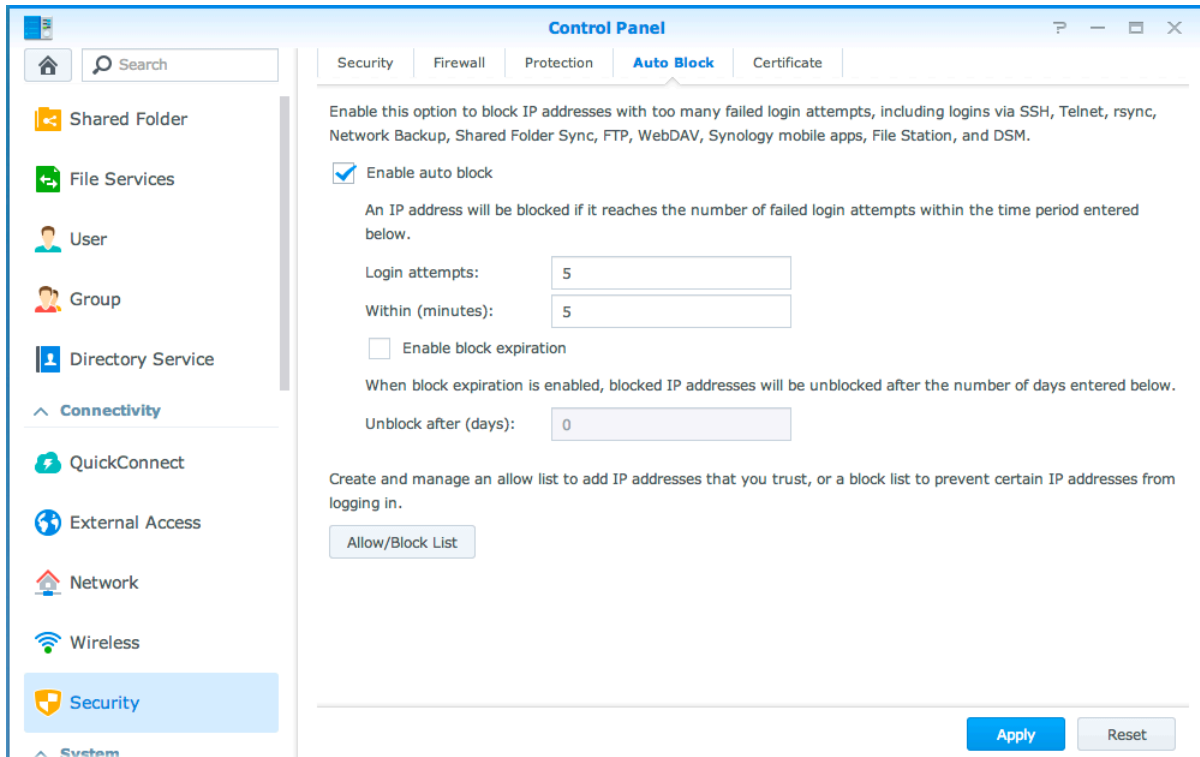 Control Panel
Search
Shared Folder
File Services
User
Group
Directory Service
Connectivity
QuickConnect
External Access
Network
Wireless
Security
System
Security Firewall Protection Auto Block Certificate
Enable this option to block IP addresses with too many failed login attempts, including logins via SSH, Telnet, rsync,
Network Backup, Shared Folder Sync, FTP, WebDAV, Synology mobile apps, File Station, and DSM.
Enable auto block
An IP address will be blocked if it reaches the number of failed login attempts within the time period entered
below.
Login attempts: 5
Within (minutes): 5
Enable block expiration
When block expiration is enabled, blocked IP addresses will be unblocked after the number of days entered below.
Unblock after (days): 0
Create and manage an allow list to add IP addresses that you trust, or a block list to prevent certain IP addresses from
logging in.
Allow/Block List
Apply Reset